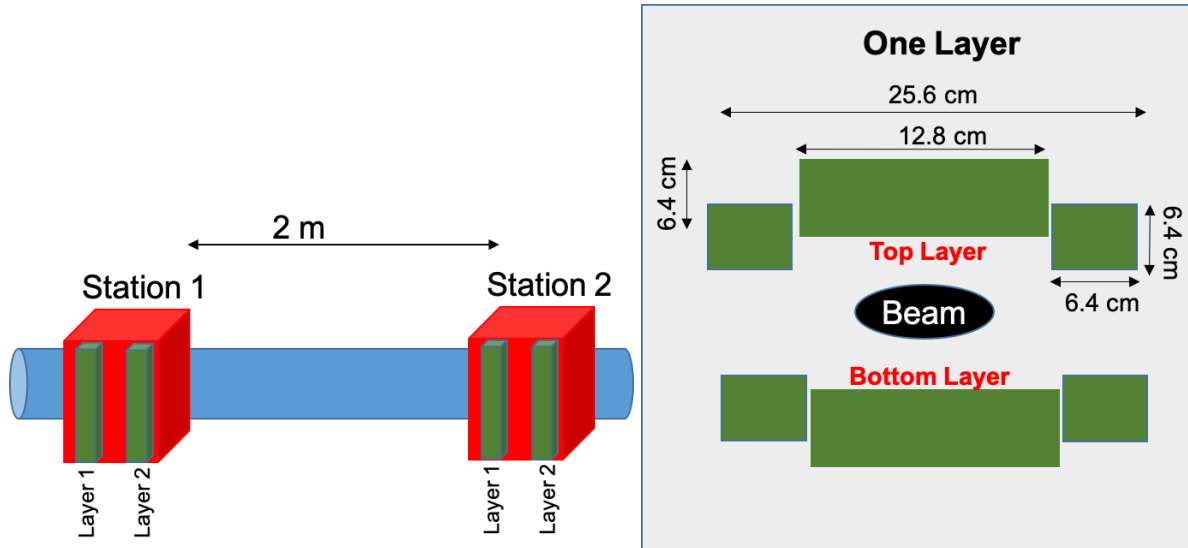 2 m
Station 1
Station 2
Layer 1
Layer 2
Layer 1
Layer 2
One Layer
25.6 cm
12.8 cm
6.4 cm
6.4 cm
Top Layer
6.4 cm
Beam
Bottom Layer